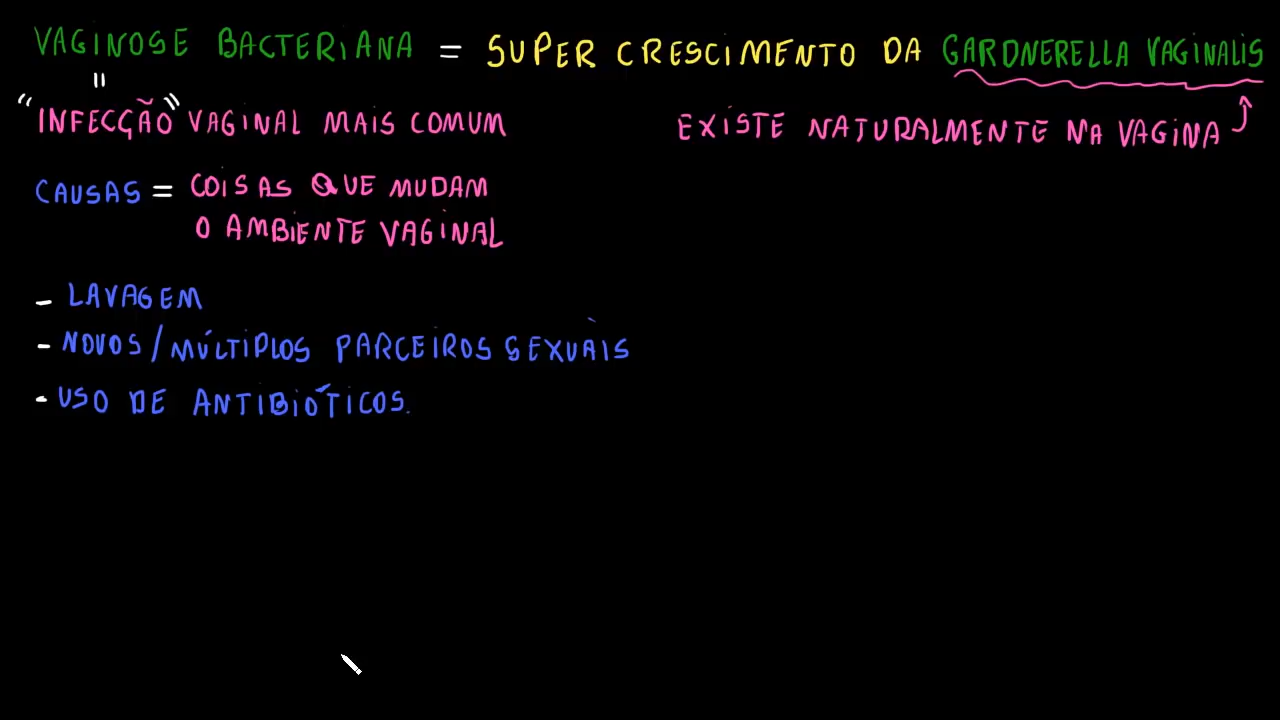 VAGINOSE BACTERIANA = SUPER CRESCIMENTO DA GARDNERELLA VAGINALIS
"
"INFECÇÃO" VAGINAL MAIS COMUM
EXISTE NATURALMENTE NA VAGINA
CAUSAS = COISAS QUE MUDAM
O AMBIENTE VAGINAL
- LAVAGEM
- NOVOS/MÚLTIPLOS PARCEIROS SEXUAIS
- USO DE ANTIBIÓTICOS.